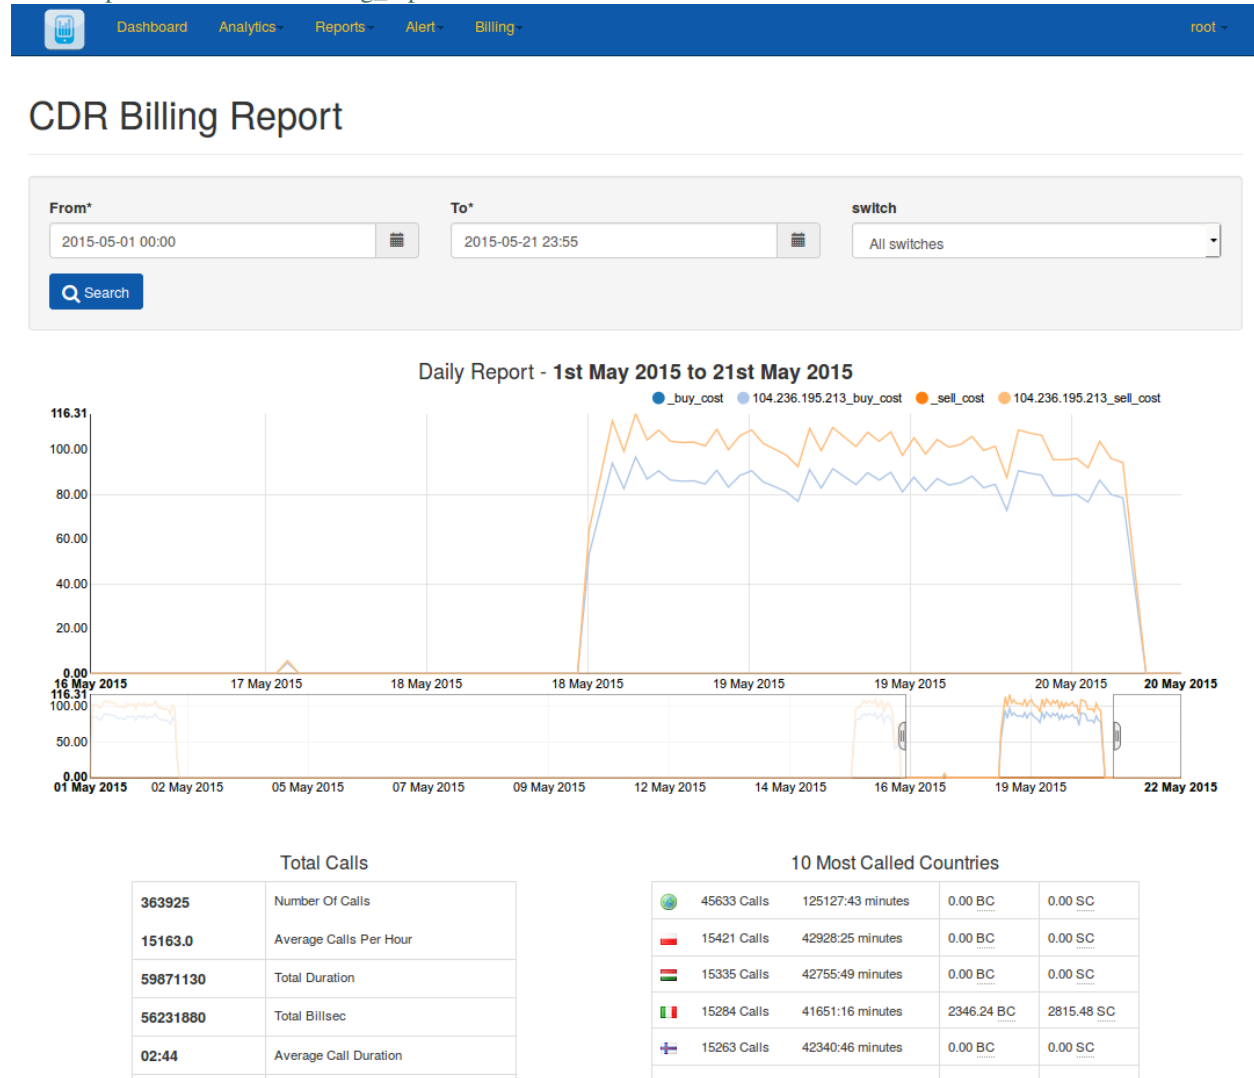 Dashboard Analytics Reports Alert Billing root
CDR Billing Report
From* To* switch
2015-05-01 00:00 2015-05-21 23:55 All switches
Search
Daily Report - 1st May 2015 to 21st May 2015
_buy_cost 104.236.195.213_buy_cost _sell_cost 104.236.195.213_sell_cost
116.31
100.00
80.00
60.00
40.00
20.00
0.00
16 May 2015 17 May 2015 18 May 2015 18 May 2015 19 May 2015 19 May 2015 20 May 2015 20 May 2015
116.31
100.00
50.00
0.00
01 May 2015 02 May 2015 05 May 2015 07 May 2015 09 May 2015 12 May 2015 14 May 2015 16 May 2015 19 May 2015 22 May 2015
Total Calls
363925 Number Of Calls
15163.0 Average Calls Per Hour
59871130 Total Duration
56231880 Total Billsec
02:44 Average Call Duration
10 Most Called Countries
45633 Calls 125127:43 minutes 0.00 BC 0.00 SC
15421 Calls 42928:25 minutes 0.00 BC 0.00 SC
15335 Calls 42755:49 minutes 0.00 BC 0.00 SC
15284 Calls 41651:16 minutes 2346.24 BC 2815.48 SC
15263 Calls 42340:46 minutes 0.00 BC 0.00 SC